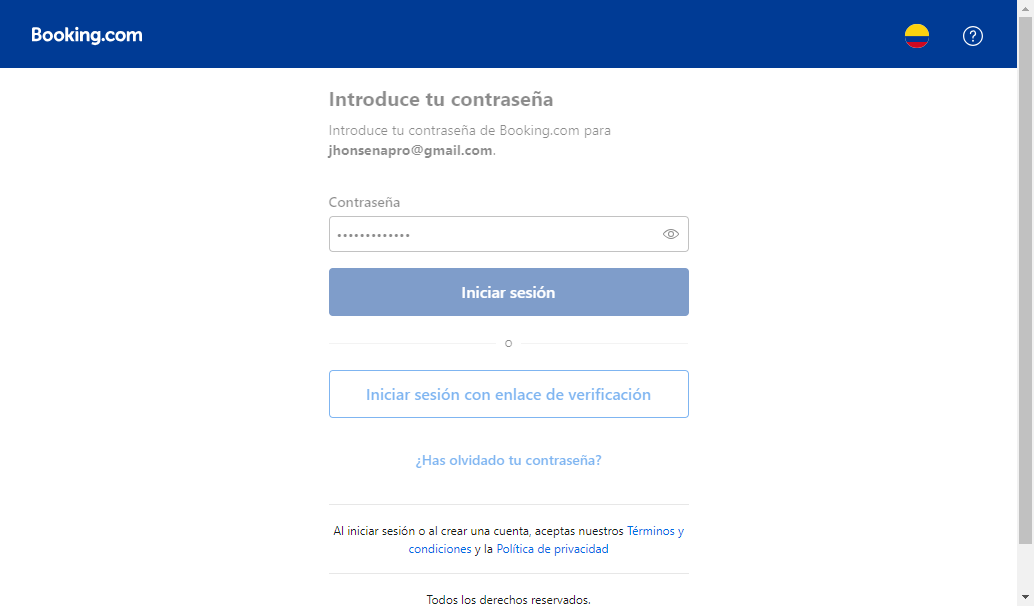 Booking.com
Introduce tu contraseña
Introduce tu contraseña de Booking.com para
jhonsenapro@gmail.com.
Contraseña
•••••••••••••
Iniciar sesión
o
Iniciar sesión con enlace de verificación
¿Has olvidado tu contraseña?
Al iniciar sesión o al crear una cuenta, aceptas nuestros Términos y
condiciones y la Política de privacidad
Todos los derechos reservados.